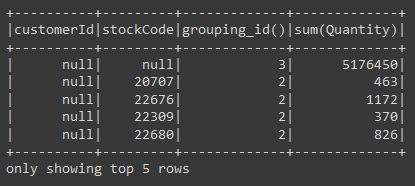 +----------+---------+-------------+-------------+
|customerId|stockCode|grouping_id()|sum(Quantity)|
+----------+---------+-------------+-------------+
|      null|     null|            3|      5176450|
|      null|    20707|            2|          463|
|      null|    22676|            2|         1172|
|      null|    22309|            2|          370|
|      null|    22680|            2|          826|
+----------+---------+-------------+-------------+
only showing top 5 rows